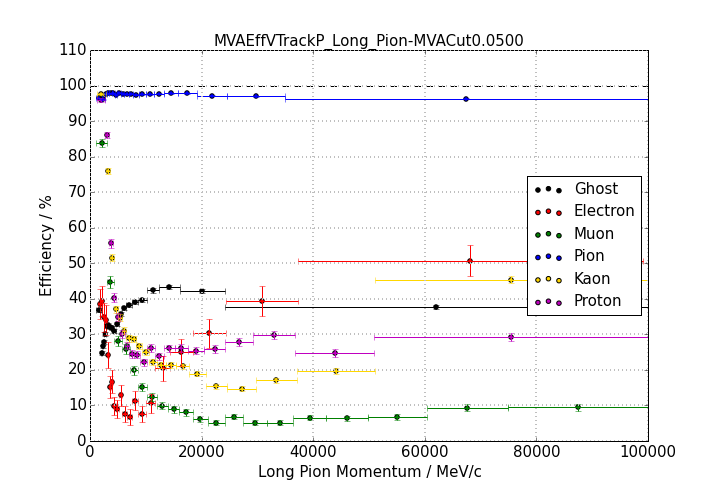 MVAEffVTrackP_Long_Pion-MVACut0.0500
110
100
90
80
70
60
50
40
30
20
10
0
Efficiency / %
Ghost
Electron
Muon
Pion
Kaon
Proton
0 20000 40000 60000 80000 100000
Long Pion Momentum / MeV/c